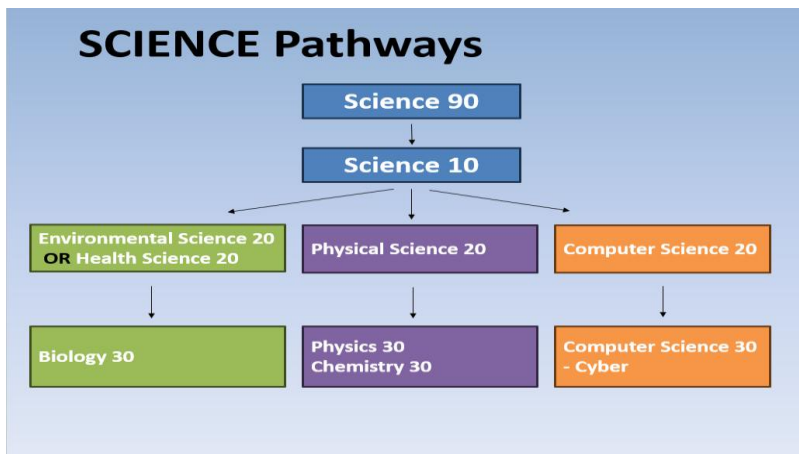 SCIENCE Pathways
Science 90
Science 10
Environmental Science 20
OR Health Science 20
Physical Science 20
Computer Science 20
Biology 30
Physics 30
Chemistry 30
Computer Science 30
- Cyber